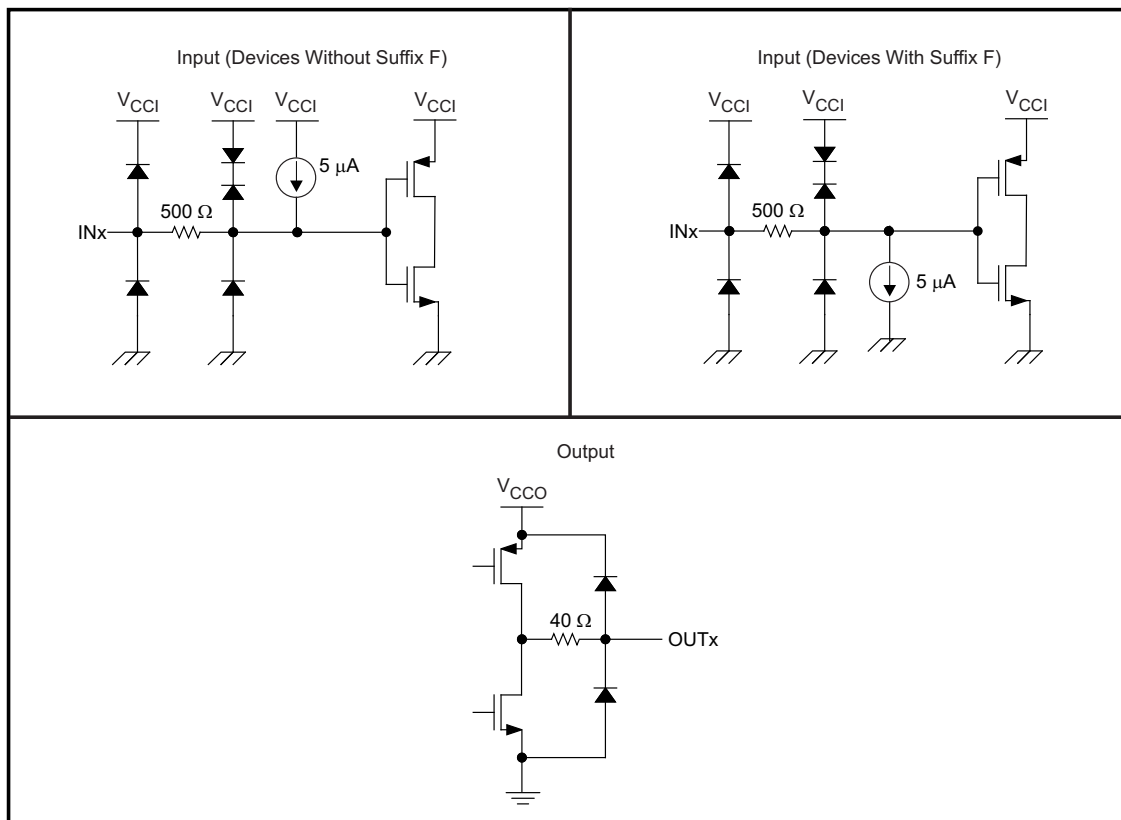 Input (Devices Without Suffix F)
VCCI VCCI VCCI VCCI
5 μA
500 Ω
INx
Input (Devices With Suffix F)
VCCI VCCI VCCI
500 Ω
INx
5 μA
Output
VCCO
40 Ω
OUTx